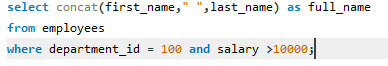 select concat(first_name," ",last_name) as full_name
from employees
where department_id = 100 and salary >10000;